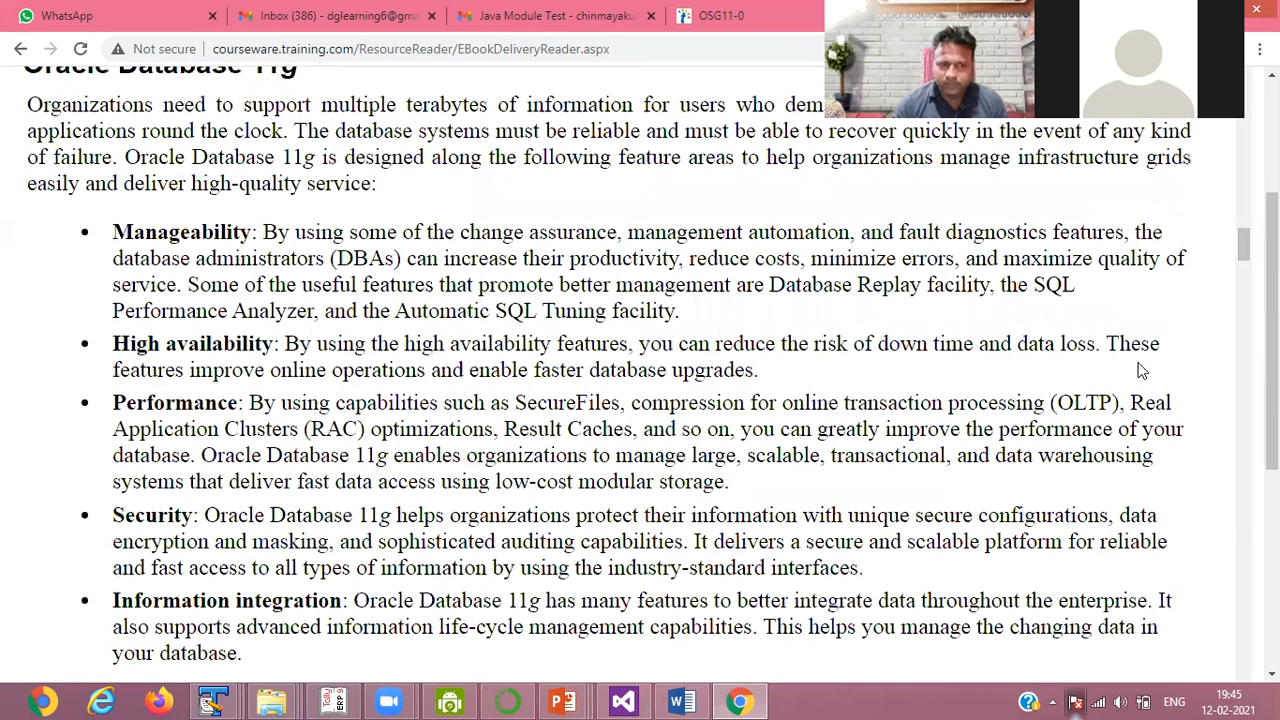 WhatsApp
Inbox (386) - dglearning6@gma
Java Module Test - chinmayaku
OSG11-0
Not secure
courseware.training.com/ResourceReader/EBookDeliveryReader.aspx
Oracle Database 11g
Organizations need to support multiple terabytes of information for users who dem
applications round the clock. The database systems must be reliable and must be able to recover quickly in the event of any kind
of failure. Oracle Database 11g is designed along the following feature areas to help organizations manage infrastructure grids
easily and deliver high-quality service:
• Manageability: By using some of the change assurance, management automation, and fault diagnostics features, the
database administrators (DBAs) can increase their productivity, reduce costs, minimize errors, and maximize quality of
service. Some of the useful features that promote better management are Database Replay facility, the SQL
Performance Analyzer, and the Automatic SQL Tuning facility.
• High availability: By using the high availability features, you can reduce the risk of down time and data loss. These
features improve online operations and enable faster database upgrades.
• Performance: By using capabilities such as SecureFiles, compression for online transaction processing (OLTP), Real
Application Clusters (RAC) optimizations, Result Caches, and so on, you can greatly improve the performance of your
database. Oracle Database 11g enables organizations to manage large, scalable, transactional, and data warehousing
systems that deliver fast data access using low-cost modular storage.
• Security: Oracle Database 11g helps organizations protect their information with unique secure configurations, data
encryption and masking, and sophisticated auditing capabilities. It delivers a secure and scalable platform for reliable
and fast access to all types of information by using the industry-standard interfaces.
• Information integration: Oracle Database 11g has many features to better integrate data throughout the enterprise. It
also supports advanced information life-cycle management capabilities. This helps you manage the changing data in
your database.
ENG
19:45
12-02-2021